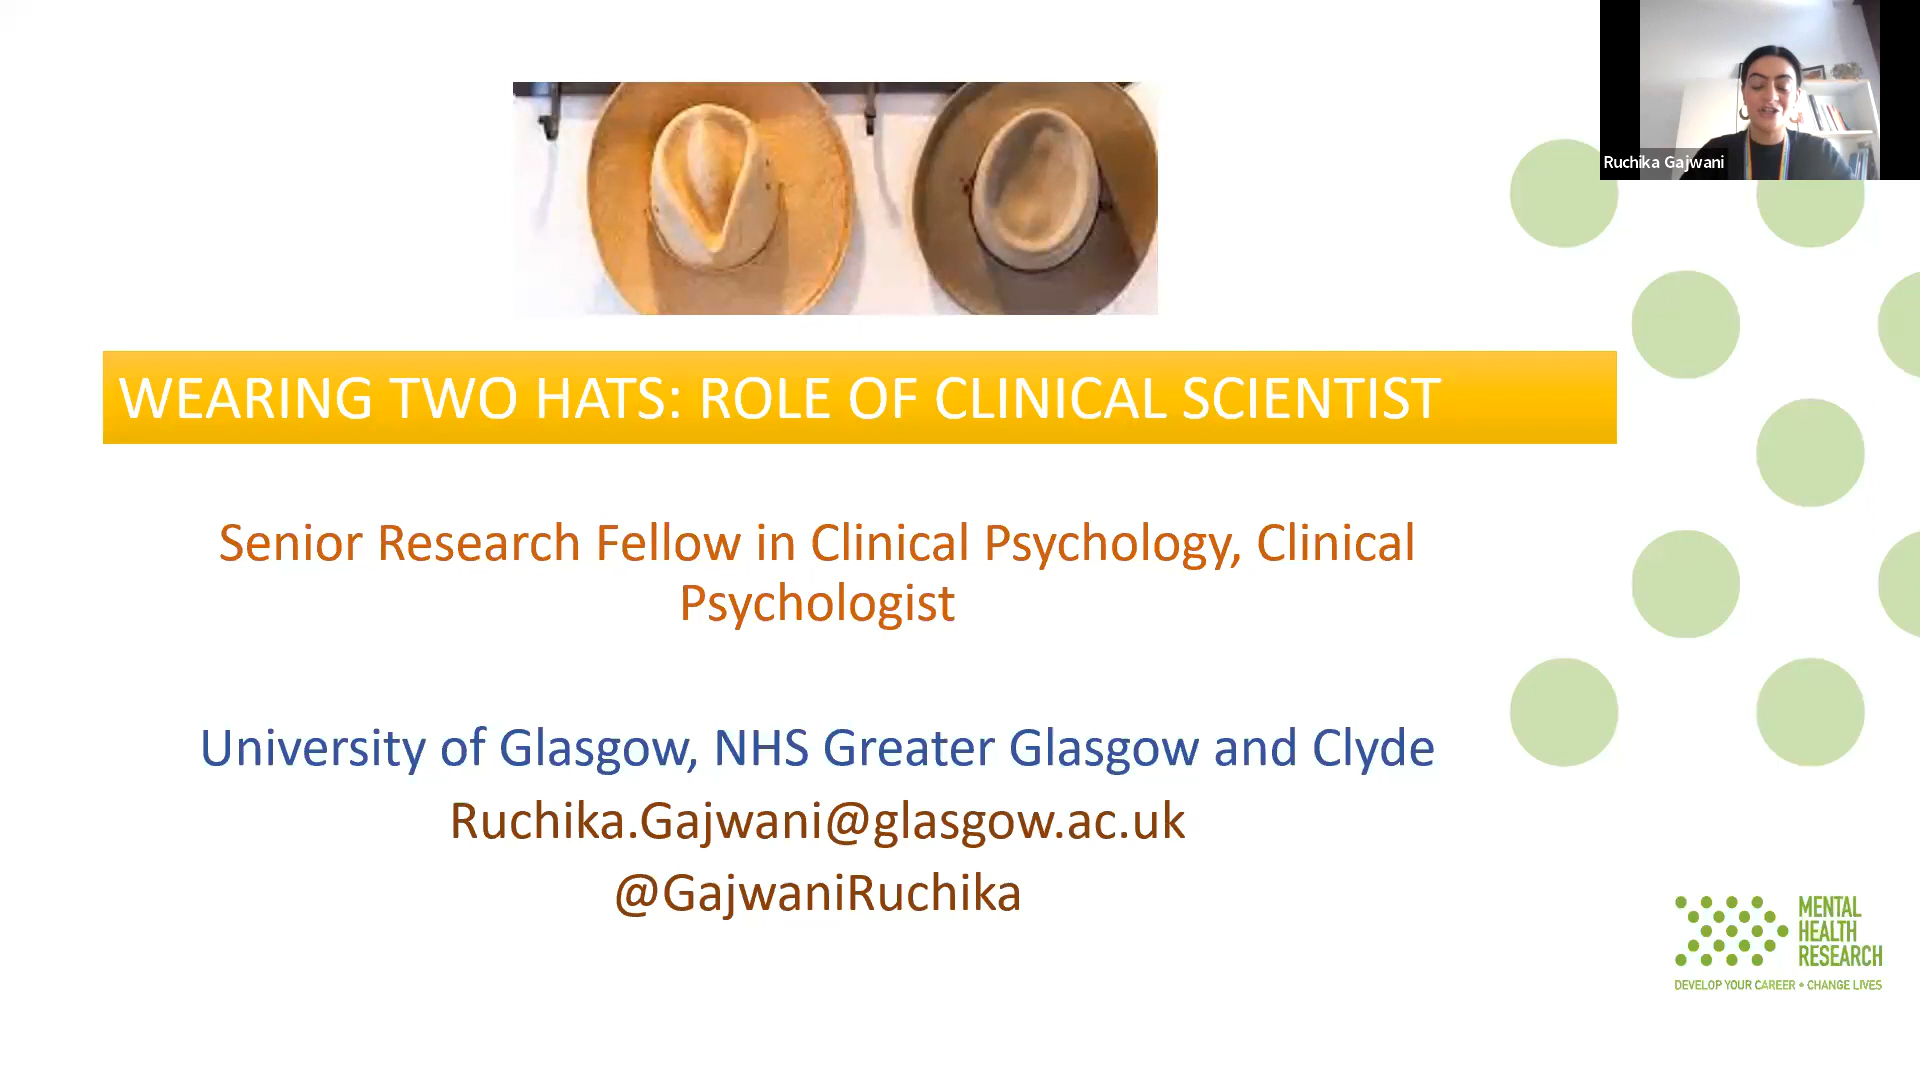 Ruchika Gajwani
WEARING TWO HATS: ROLE OF CLINICAL SCIENTIST
Senior Research Fellow in Clinical Psychology, Clinical
Psychologist
University of Glasgow, NHS Greater Glasgow and Clyde
Ruchika.Gajwani@glasgow.ac.uk
@GajwaniRuchika
MENTAL
HEALTH
RESEARCH
DEVELOP YOUR CAREER • CHANGE LIVES